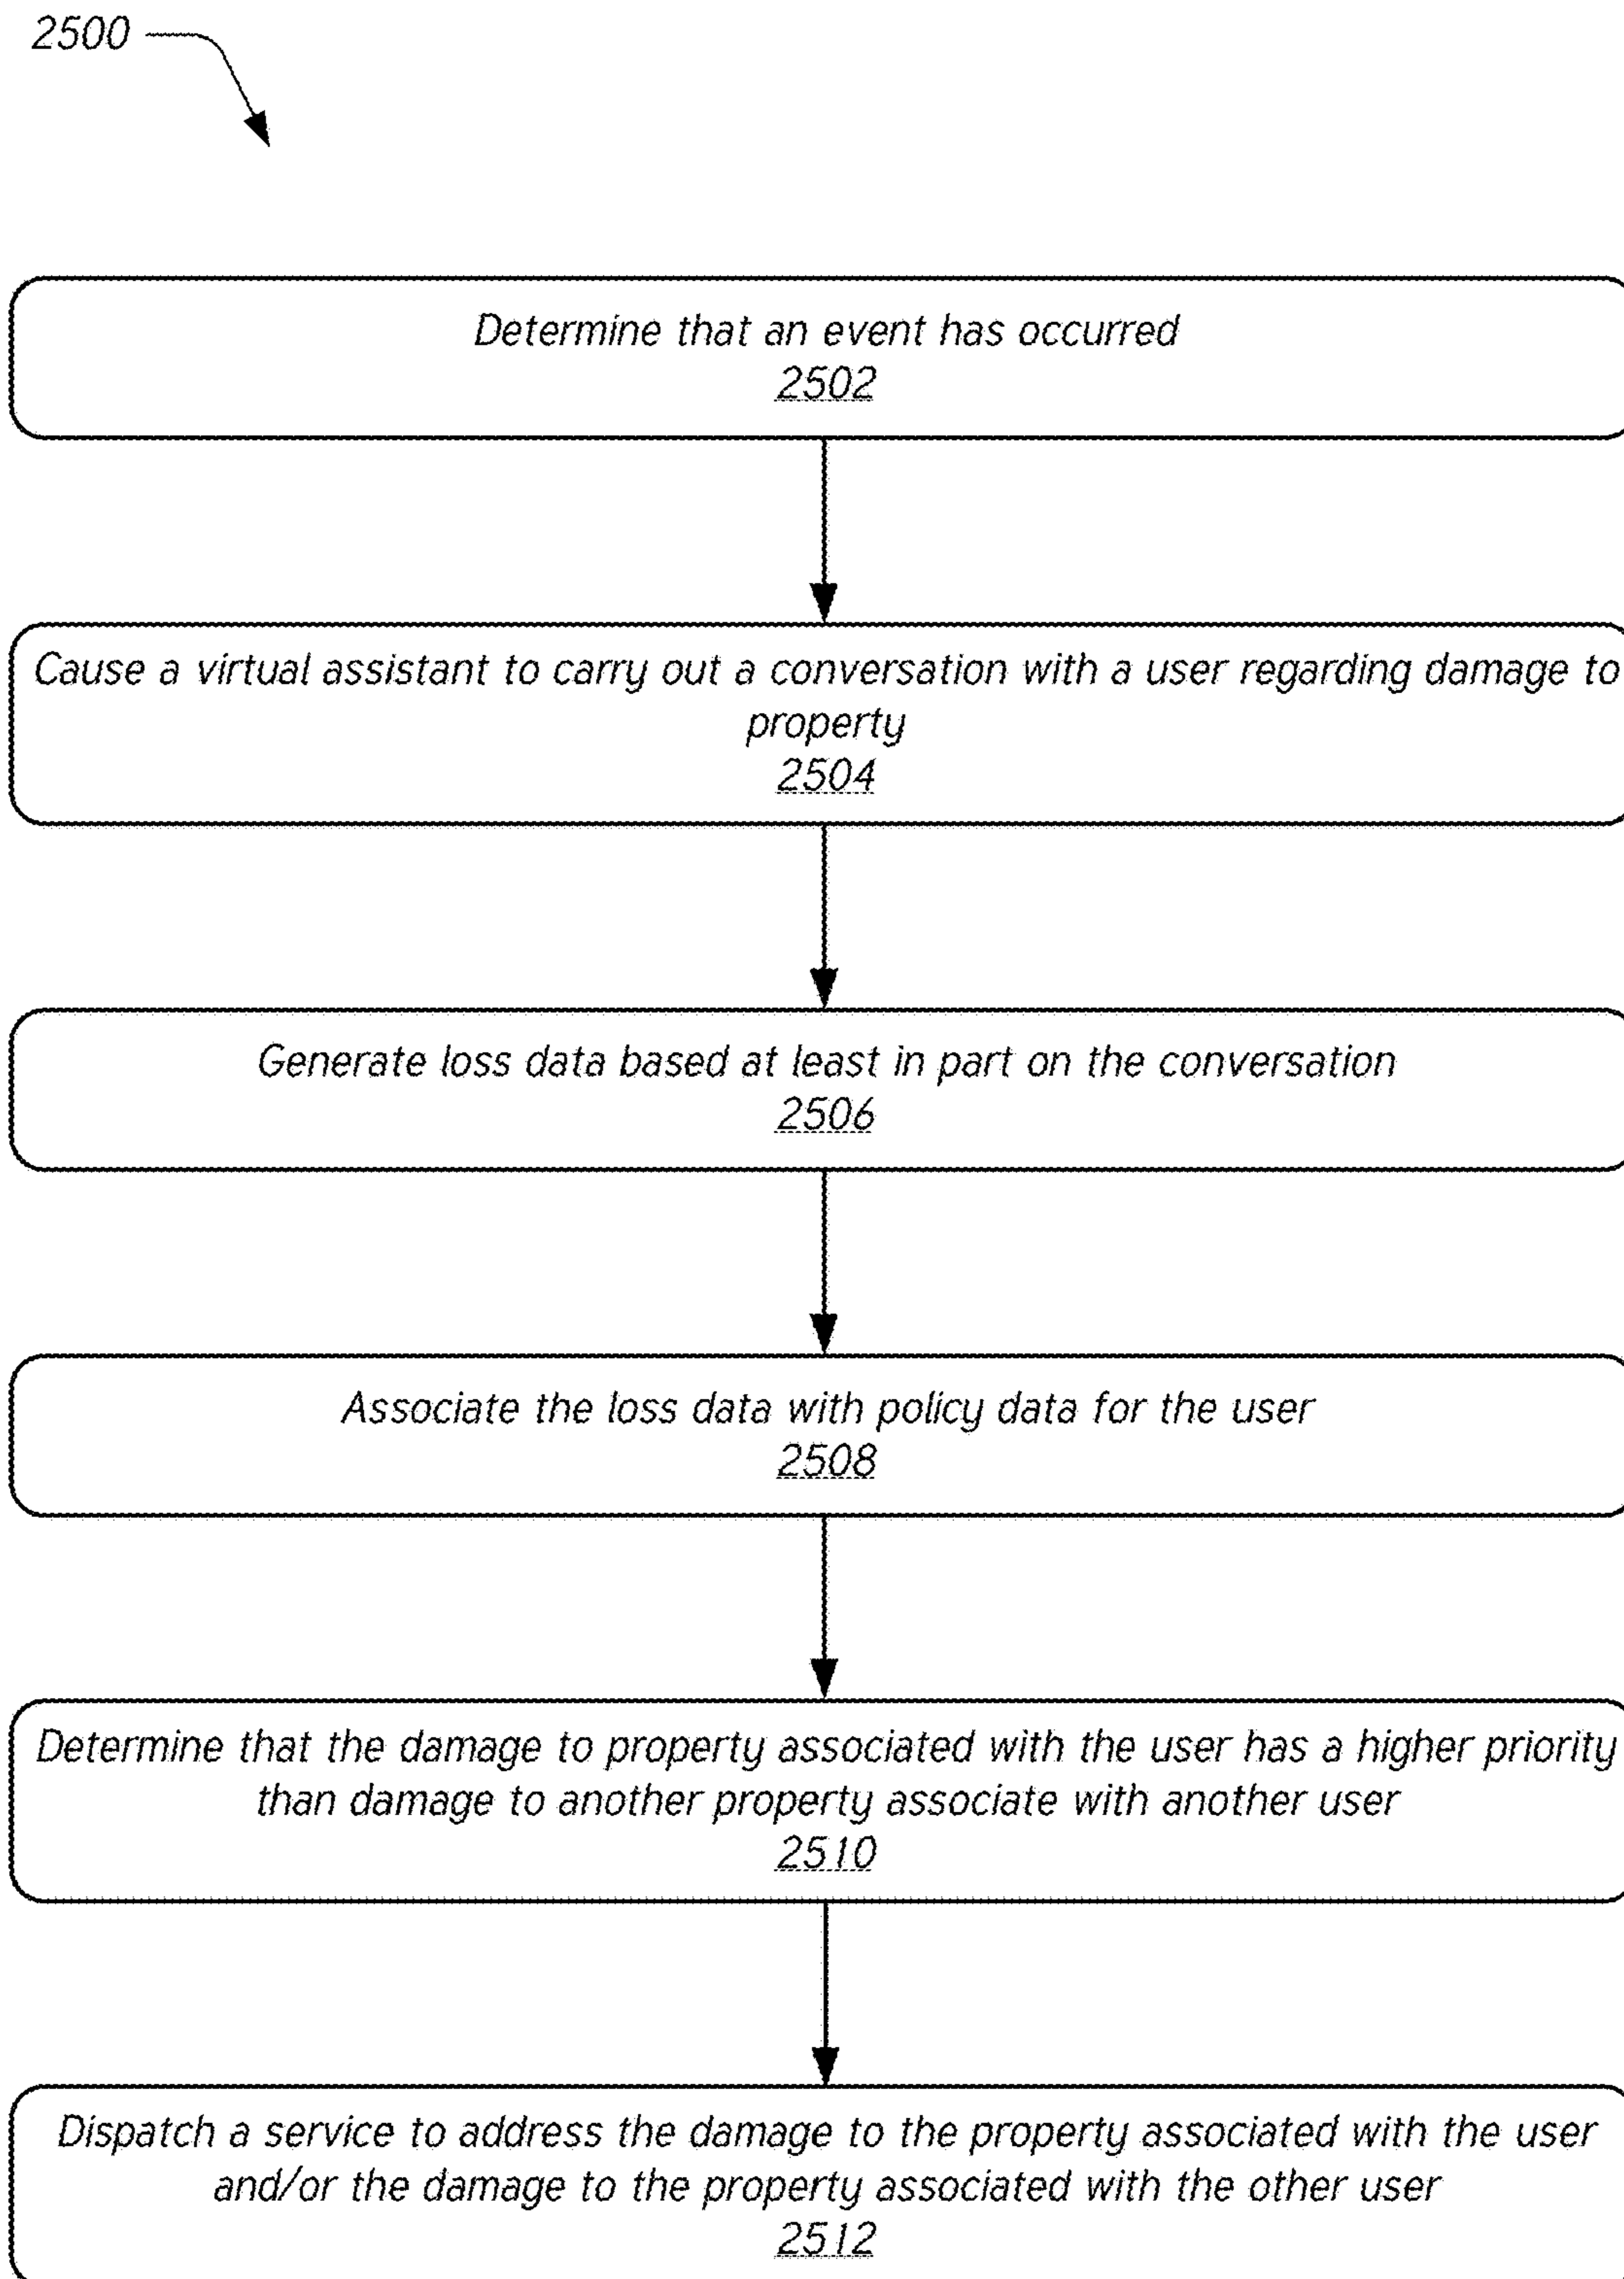 2500
Determine that an event has occurred
2502
Cause a virtual assistant to carry out a conversation with a user regarding damage to
property
2504
Generate loss data based at least in part on the conversation
2506
Associate the loss data with policy data for the user
2508
Determine that the damage to property associated with the user has a higher priority
than damage to another property associate with another user
2510
Dispatch a service to address the damage to the property associated with the user
and/or the damage to the property associated with the other user
2512